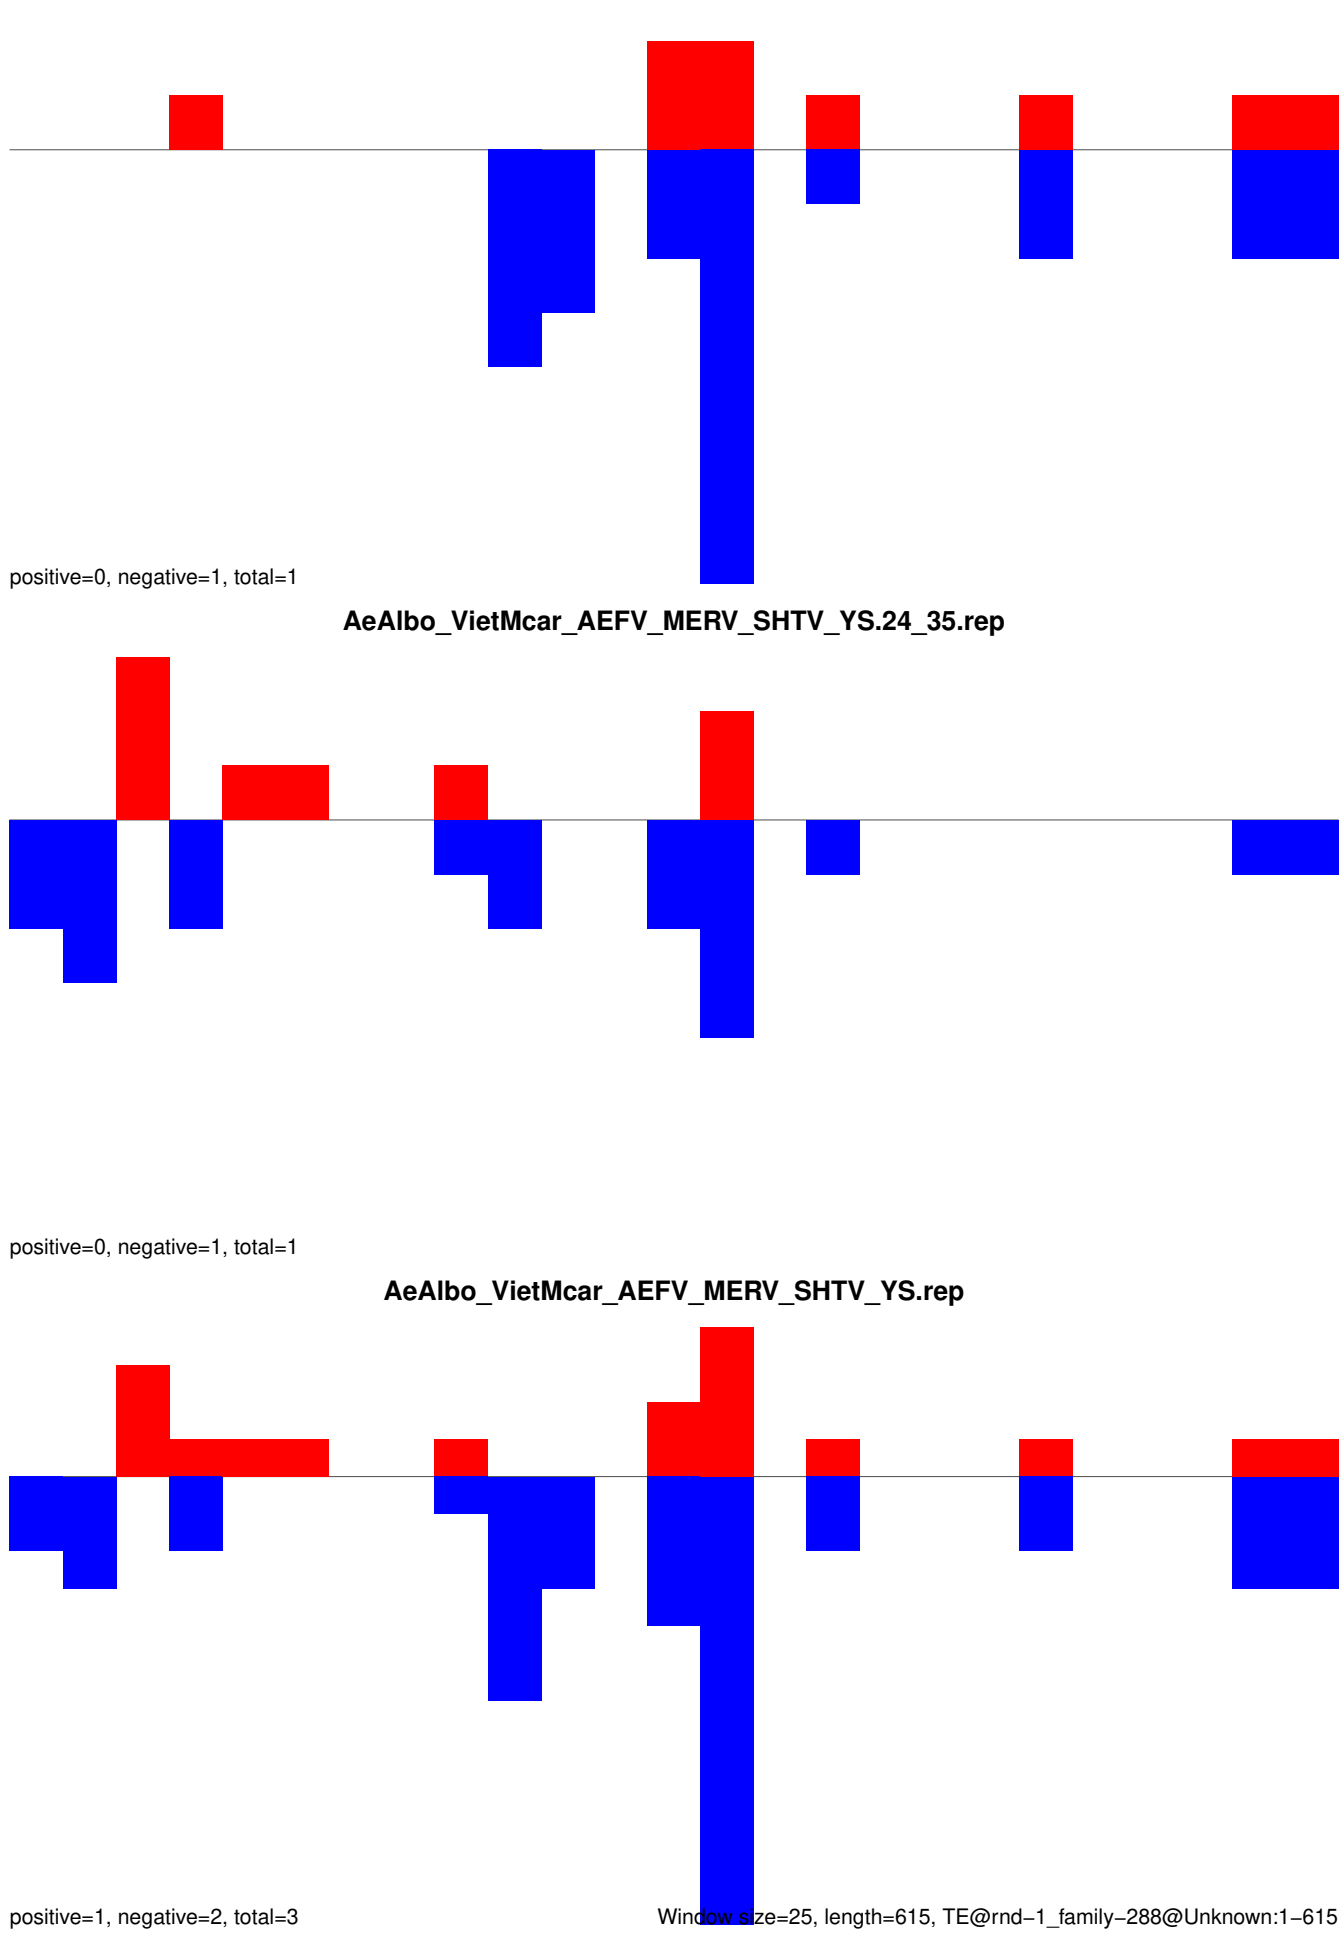 positive=0, negative=1, total=1
AeAlbo_VietMcar_AEFV_MERV_SHTV_YS.24_35.rep
positive=0, negative=1, total=1
AeAlbo_VietMcar_AEFV_MERV_SHTV_YS.rep
positive=1, negative=2, total=3
Window size=25, length=615, TE@rnd−1_family−288@Unknown:1−615